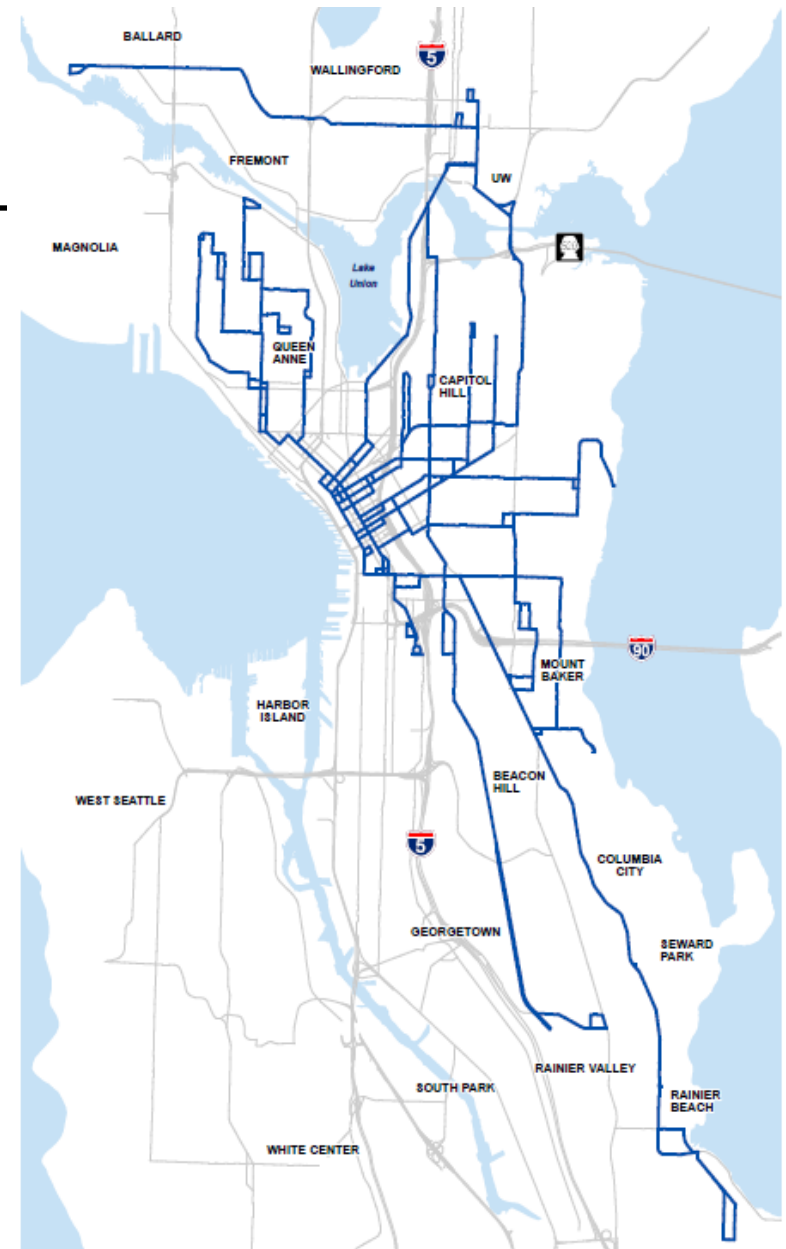 BALLARD
WALLINGFORD
5
FREMONT
UW
MAGNOLIA
520
Lake
Union
QUEEN
ANNE
CAPITOL
HILL
90
MOUNT
BAKER
HARBOR
ISLAND
BEACON
HILL
WEST SEATTLE
5
COLUMBIA
CITY
GEORGETOWN
SEWARD
PARK
RAINIER VALLEY
SOUTH PARK
RAINIER
BEACH
WHITE CENTER